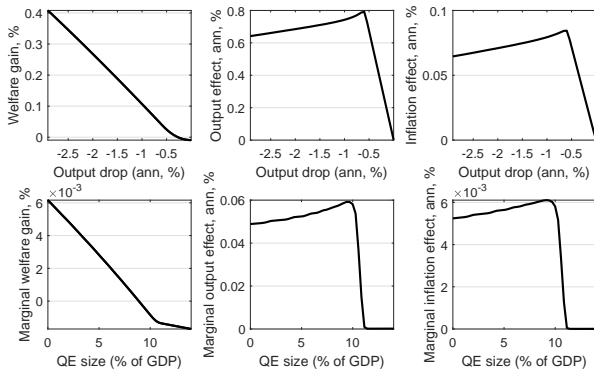 Welfare gain, %
0.4
0.3
0.2
0.1
0
-2.5 -2 -1.5 -1 -0.5
Output drop (ann, %)
Output effect, ann, %
0.8
0.6
0.4
0.2
0
-2.5 -2 -1.5 -1 -0.5
Output drop (ann, %)
Inflation effect, ann, %
0.1
0.05
0
-2.5 -2 -1.5 -1 -0.5
Output drop (ann, %)
Marginal welfare gain, %
×10⁻³
6
4
2
0
0 5 10
QE size (% of GDP)
Marginal output effect, ann, %
0.06
0.04
0.02
0
0 5 10
QE size (% of GDP)
Marginal inflation effect, ann, %
×10⁻³
6
4
2
0
0 5 10
QE size (% of GDP)